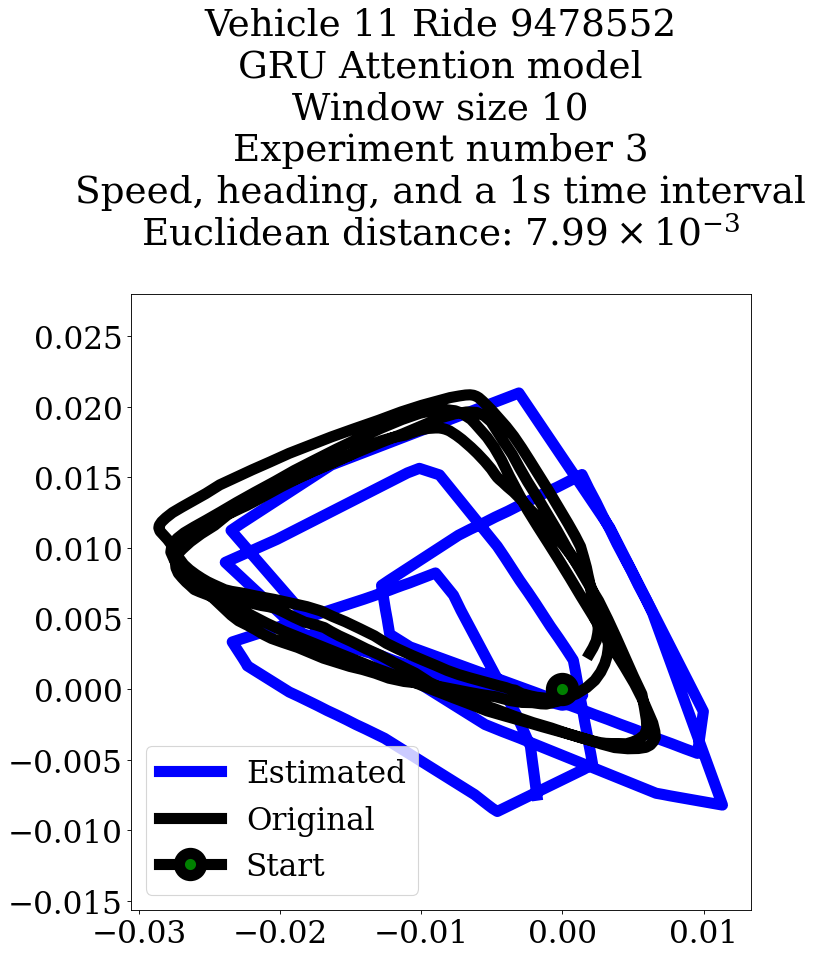 Vehicle 11 Ride 9478552
GRU Attention model
Window size 10
Experiment number 3
Speed, heading, and a 1s time interval
Euclidean distance: 7.99 × 10⁻³
0.025
0.020
0.015
0.010
0.005
0.000
−0.005
−0.010
−0.015
Estimated
Original
Start
−0.03 −0.02 −0.01 0.00 0.01